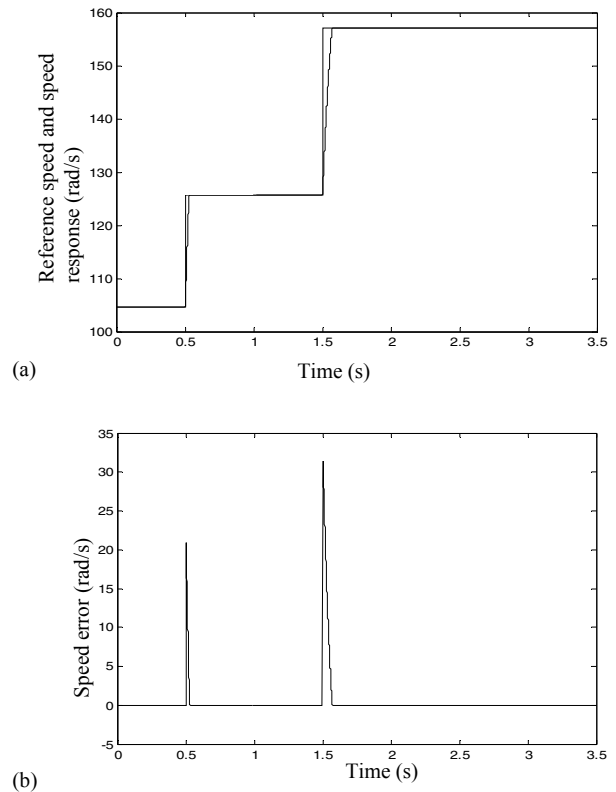 160
150
140
130
120
110
100
0 0.5 1 1.5 2 2.5 3 3.5
Reference speed and speed
response (rad/s)
(a)
Time (s)
35
30
25
20
15
10
5
0
-5
0 0.5 1 1.5 2 2.5 3 3.5
Speed error (rad/s)
Time (s)
(b)